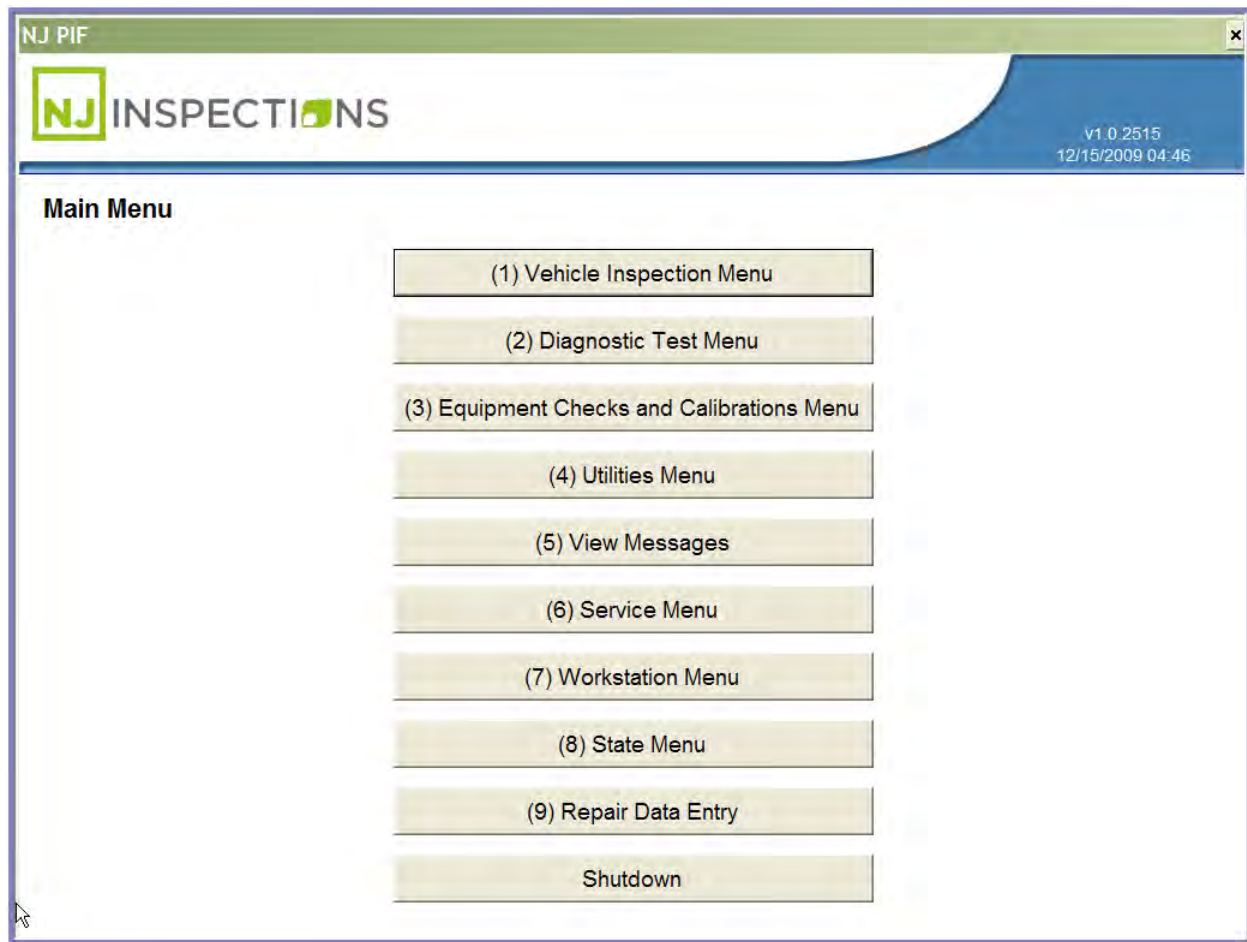 NJ PIF
NJ INSPECTIONS
v1.0.2515
12/15/2009 04:46
Main Menu
(1) Vehicle Inspection Menu
(2) Diagnostic Test Menu
(3) Equipment Checks and Calibrations Menu
(4) Utilities Menu
(5) View Messages
(6) Service Menu
(7) Workstation Menu
(8) State Menu
(9) Repair Data Entry
Shutdown